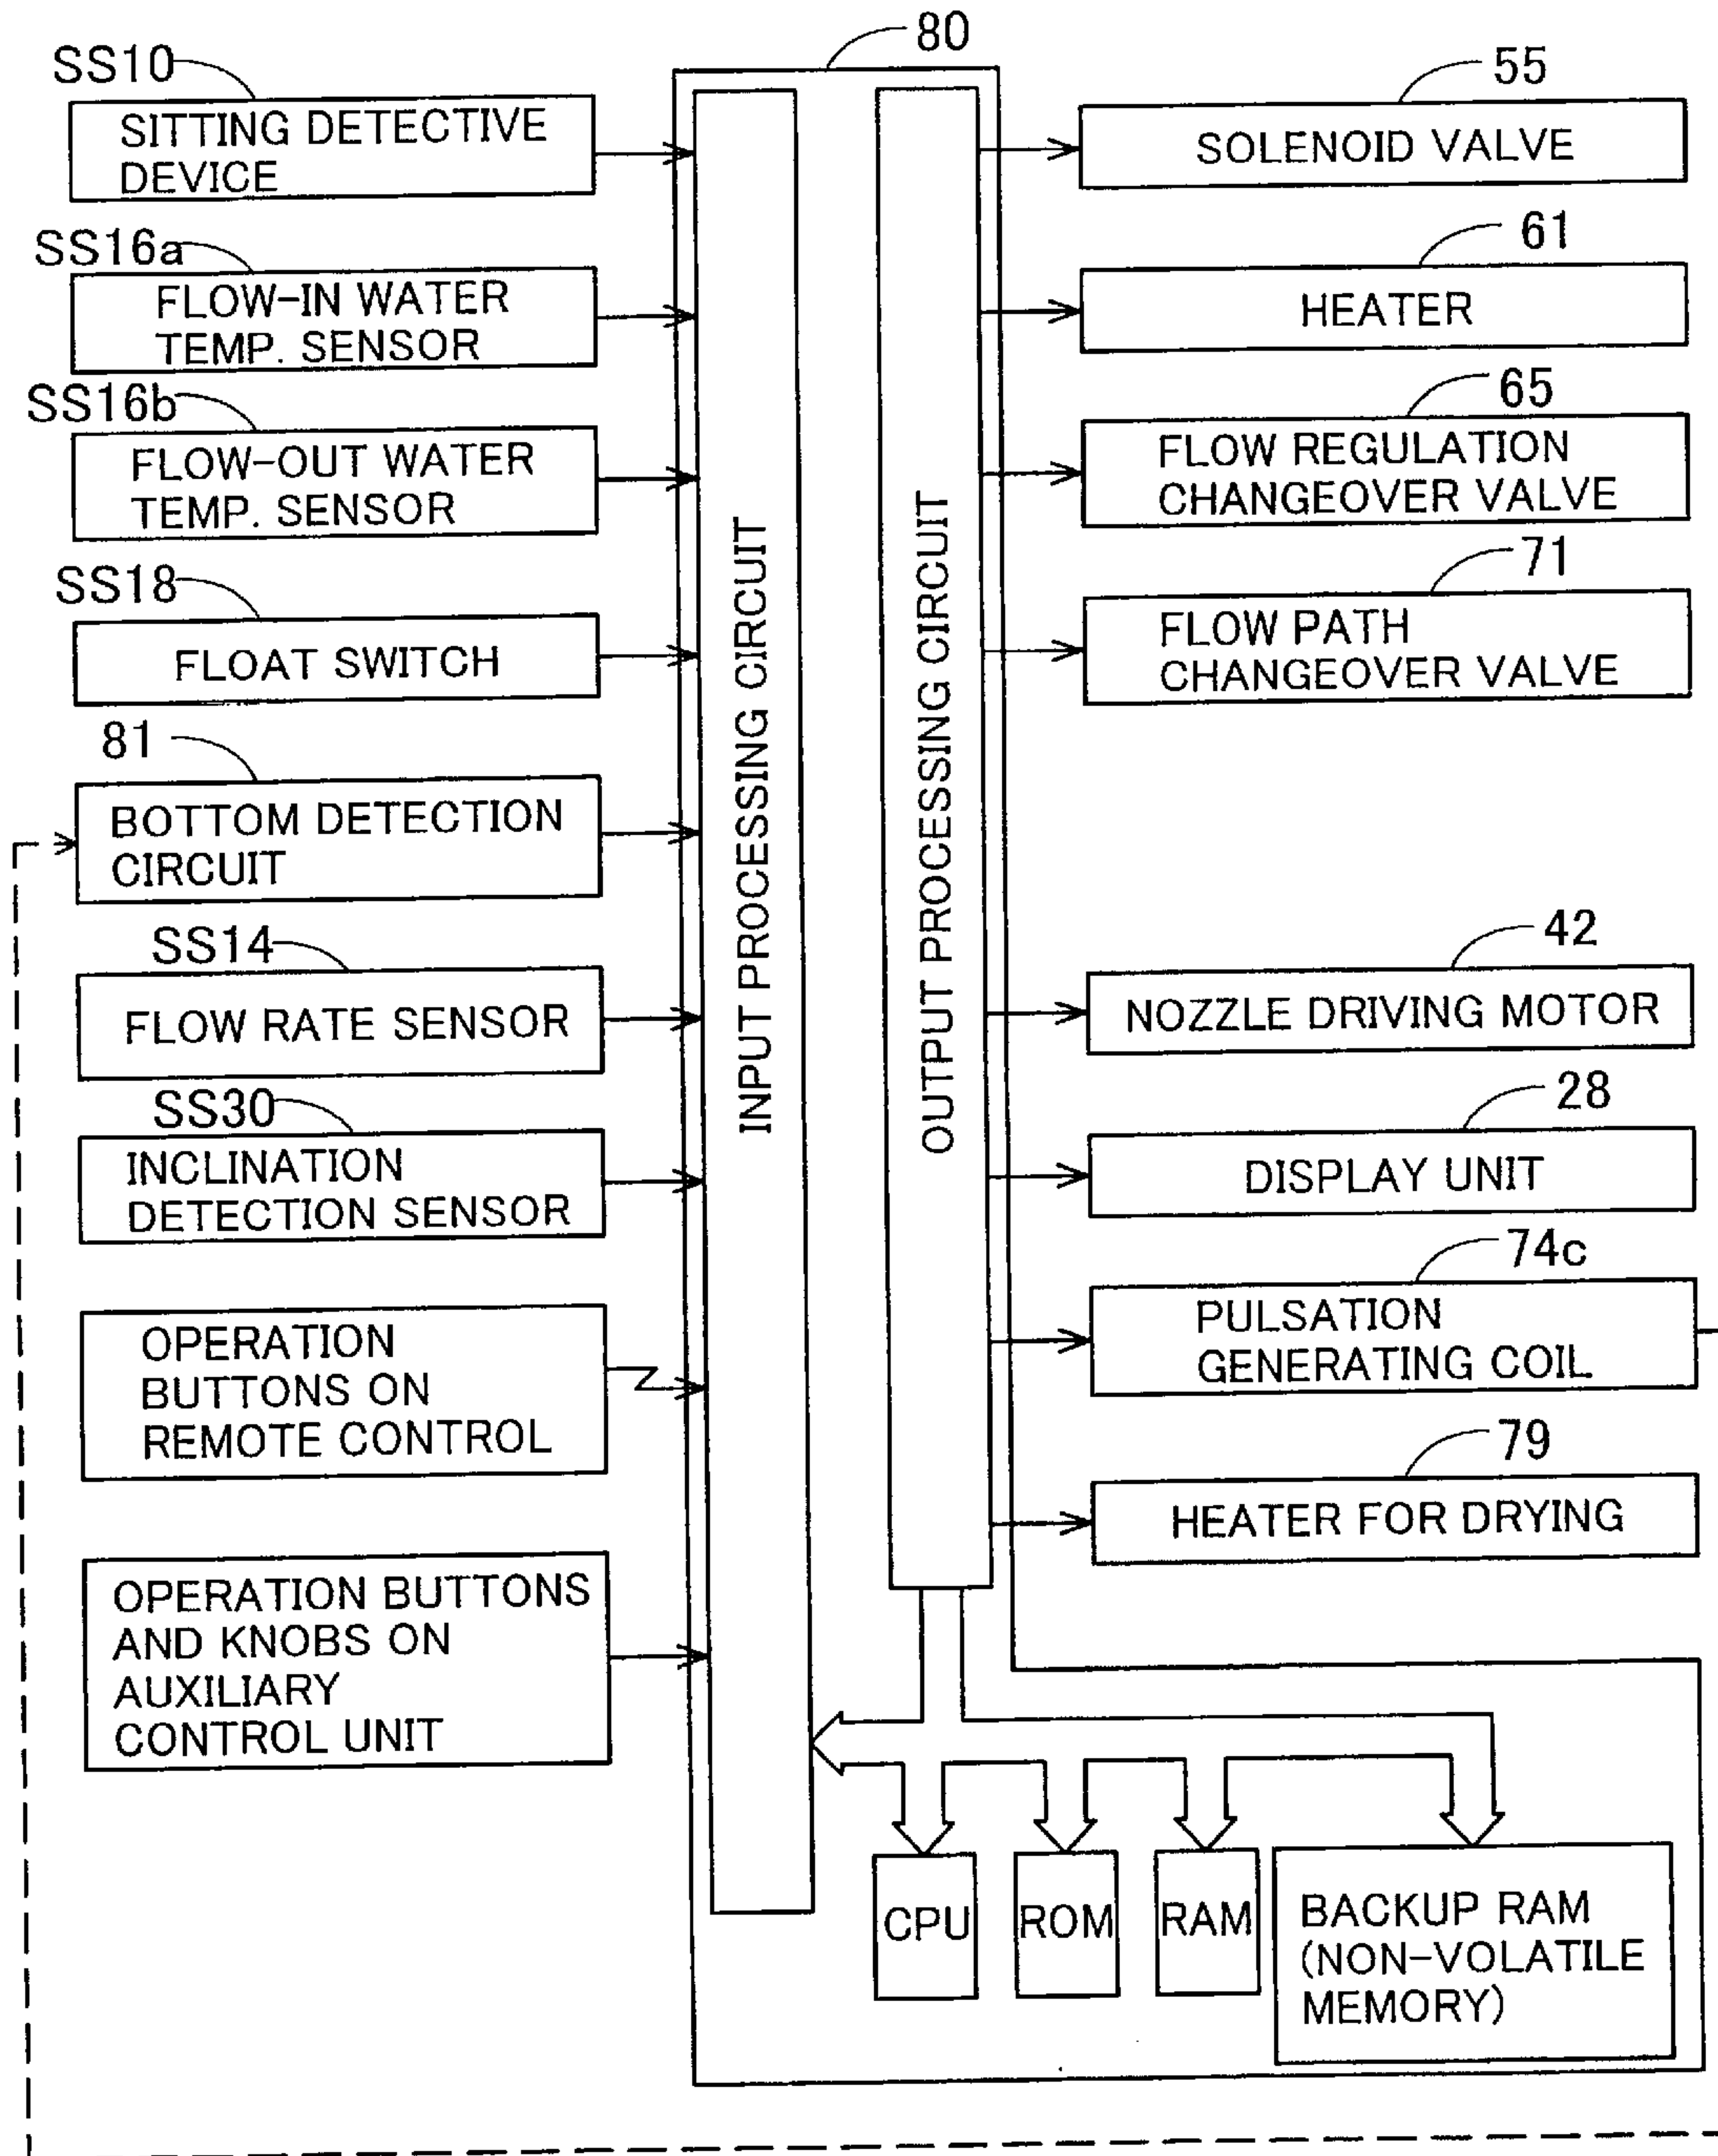 80
SS10
SITTING DETECTIVE
DEVICE
SS16a
FLOW-IN WATER
TEMP. SENSOR
SS16b
FLOW-OUT WATER
TEMP. SENSOR
SS18
FLOAT SWITCH
81
BOTTOM DETECTION
CIRCUIT
SS14
FLOW RATE SENSOR
SS30
INCLINATION
DETECTION SENSOR
OPERATION
BUTTONS ON
REMOTE CONTROL
OPERATION BUTTONS
AND KNOBS ON
AUXILIARY
CONTROL UNIT
INPUT PROCESSING CIRCUIT
OUTPUT PROCESSING CIRCUIT
55
SOLENOID VALVE
61
HEATER
65
FLOW REGULATION
CHANGEOVER VALVE
71
FLOW PATH
CHANGEOVER VALVE
42
NOZZLE DRIVING MOTOR
28
DISPLAY UNIT
74c
PULSATION
GENERATING COIL
79
HEATER FOR DRYING
CPU
ROM
RAM
BACKUP RAM
(NON-VOLATILE
MEMORY)